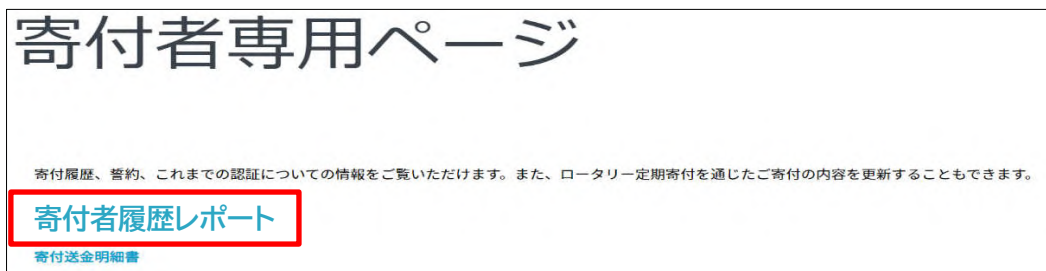 寄付者専用ページ
寄付履歴、誓約、これまでの認証についての情報をご覧いただけます。また、ロータリー定期寄付を通じたご寄付の内容を更新することもできます。
寄付者履歴レポート
寄付送金明細書